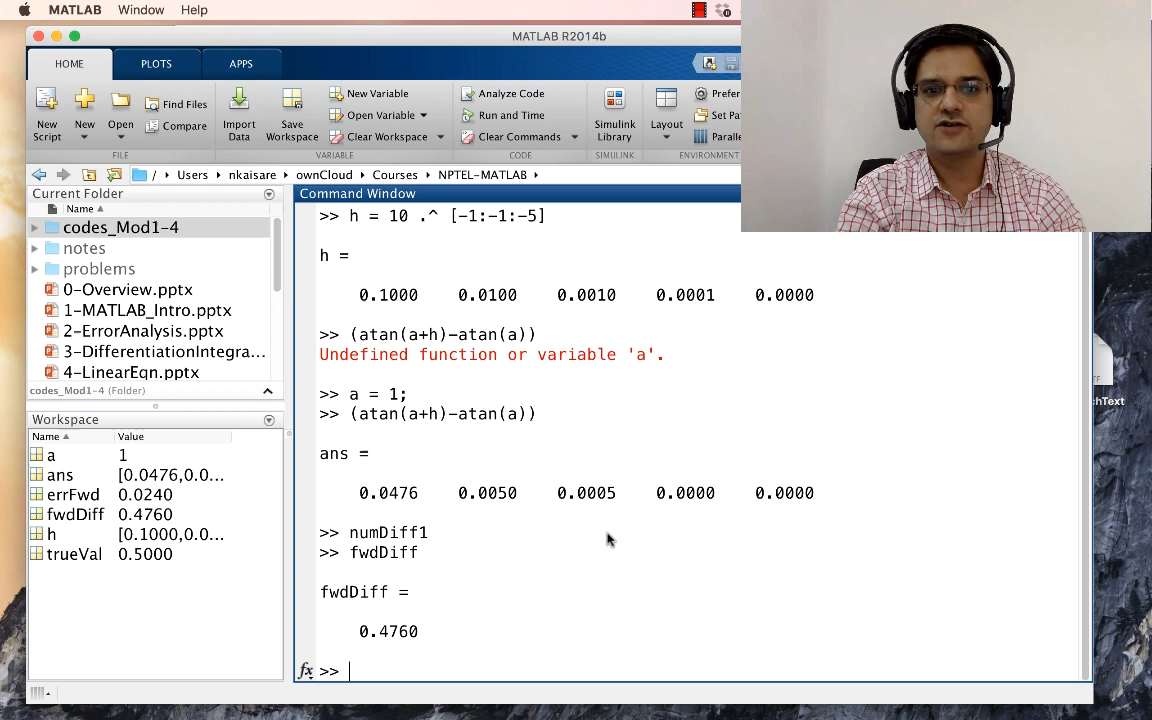 MATLAB Window Help
MATLAB R2014b
HOME PLOTS APPS
New Script
New
Open
Find Files
Compare
Import Data
Save Workspace
New Variable
Open Variable
Clear Workspace
Analyze Code
Run and Time
Clear Commands
Simulink Library
Layout
Prefer
Set Pa
Paralle
FILE VARIABLE CODE SIMULINK ENVIRONMENT
/ Users nkaisare ownCloud Courses NPTEL-MATLAB
Current Folder
Name
codes_Mod1-4
notes
problems
0-Overview.pptx
1-MATLAB_Intro.pptx
2-ErrorAnalysis.pptx
3-DifferentiationIntegra...
4-LinearEqn.pptx
codes_Mod1-4 (Folder)
Workspace
Name Value
a 1
ans [0.0476,0.0...
errFwd 0.0240
fwdDiff 0.4760
h [0.1000,0.0...
trueVal 0.5000
Command Window
>> h = 10 .^ [-1:-1:-5]
h =
0.1000 0.0100 0.0010 0.0001 0.0000
>> (atan(a+h)-atan(a))
Undefined function or variable 'a'.
>> a = 1;
>> (atan(a+h)-atan(a))
ans =
0.0476 0.0050 0.0005 0.0000 0.0000
>> numDiff1
>> fwdDiff
fwdDiff =
0.4760
fx >>
chText